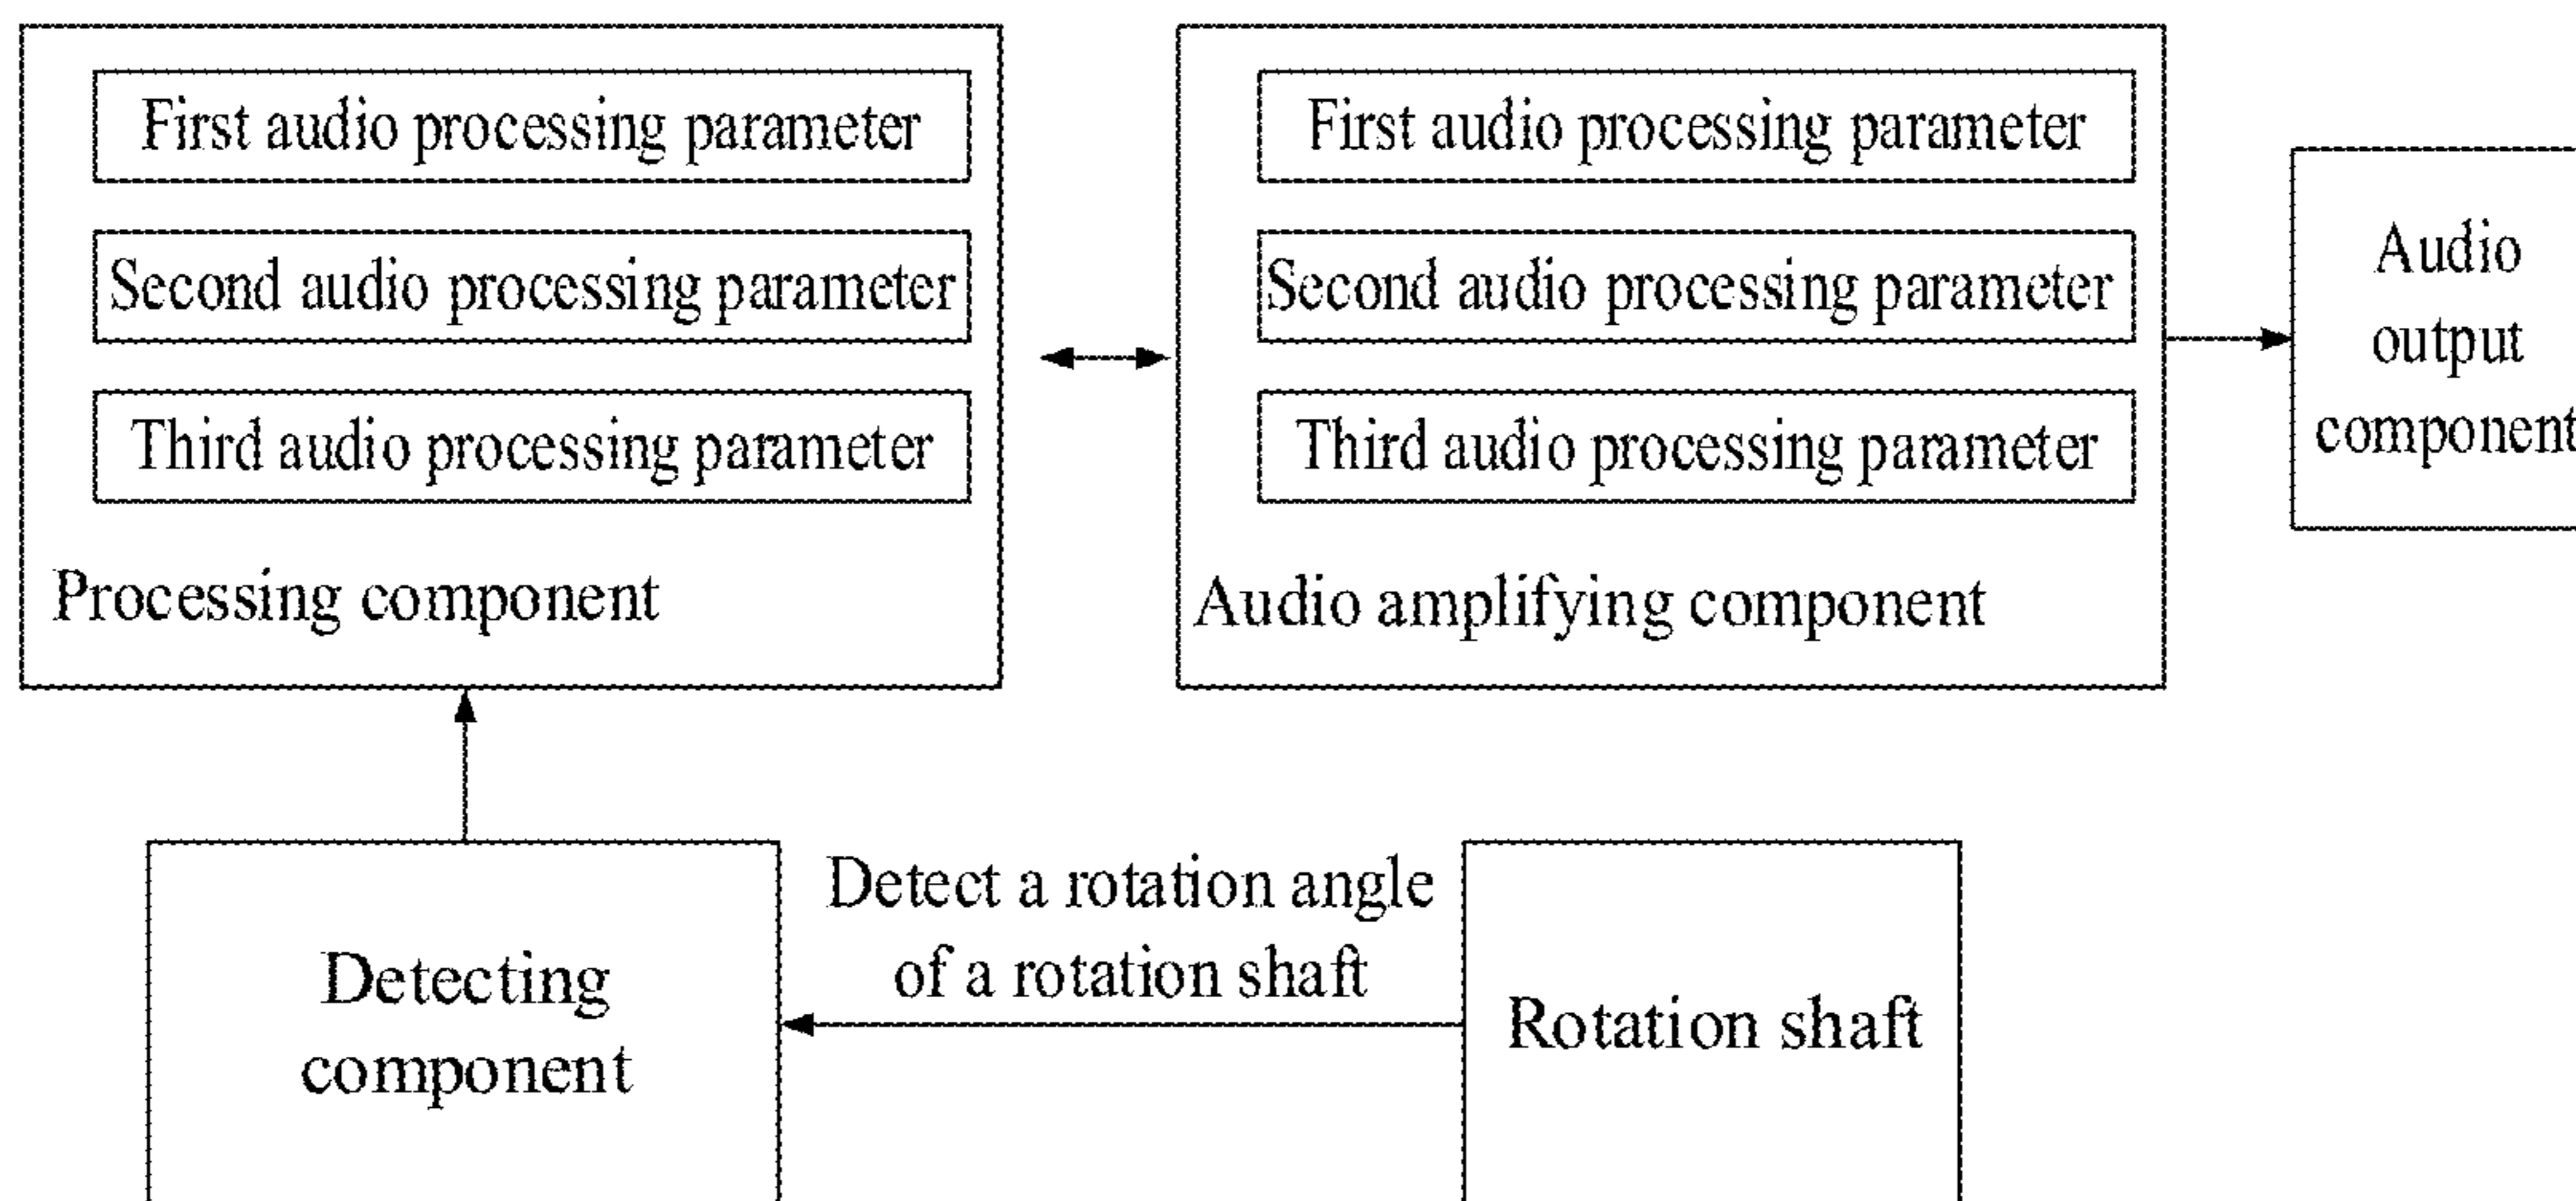 First audio processing parameter
Second audio processing parameter
Third audio processing parameter
Processing component
First audio processing parameter
Second audio processing parameter
Third audio processing parameter
Audio amplifying component
Audio
output
component
Detecting
component
Detect a rotation angle
of a rotation shaft
Rotation shaft